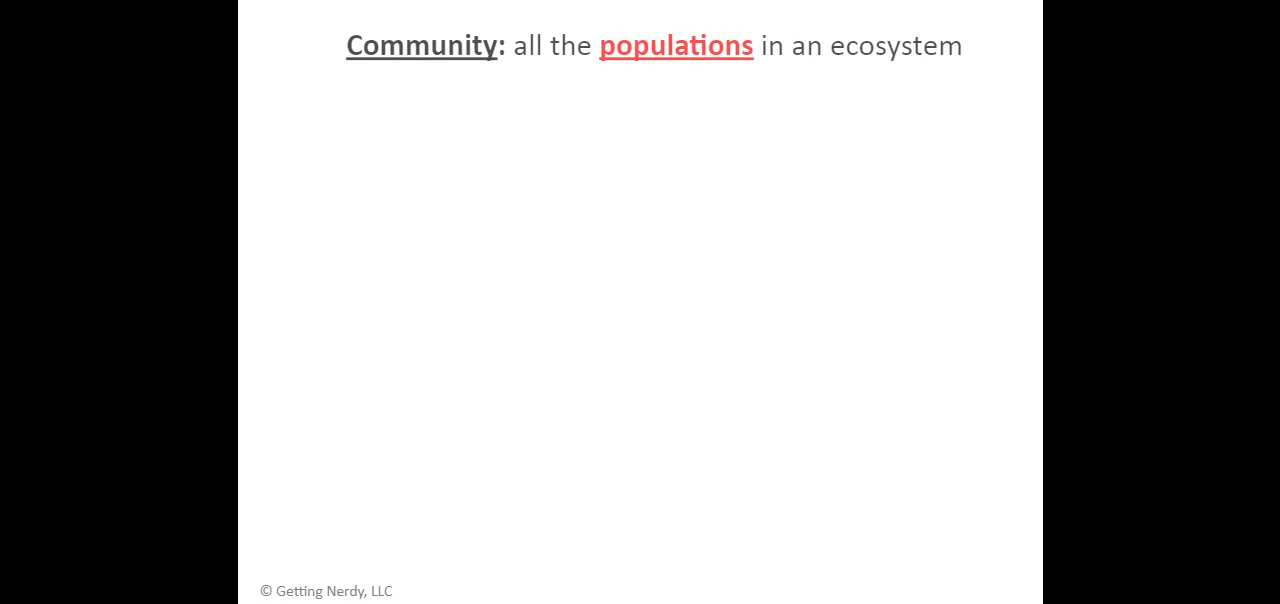 Community: all the populations in an ecosystem
© Getting Nerdy, LLC